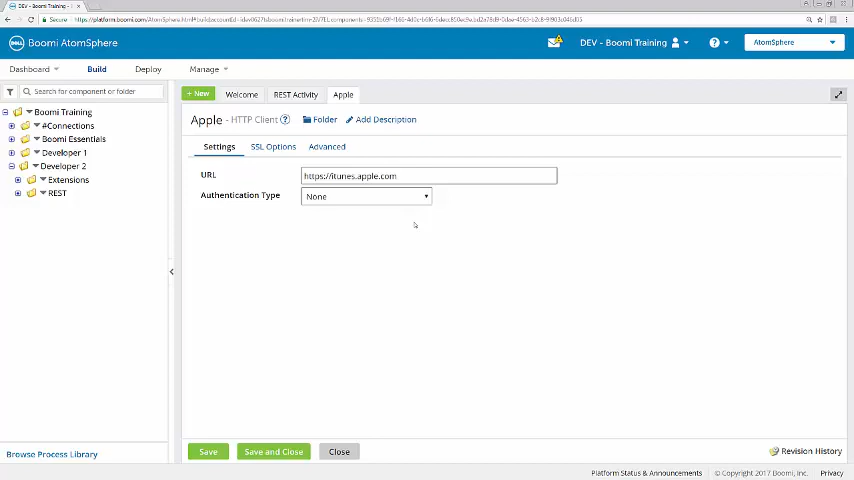 DEV - Boomi Training -
Secure
Boomi AtomSphere
DEV - Boomi Training
AtomSphere
Dashboard
Build
Deploy
Manage
Search for component or folder
+ New
Welcome
REST Activity
Apple
Boomi Training
#Connections
Boomi Essentials
Developer 1
Developer 2
Extensions
REST
Apple - HTTP Client
Folder
Add Description
Settings
SSL Options
Advanced
URL
https://itunes.apple.com
Authentication Type
None
Browse Process Library
Save
Save and Close
Close
Revision History
Platform Status & Announcements
© Copyright 2017 Boomi, Inc.
Privacy